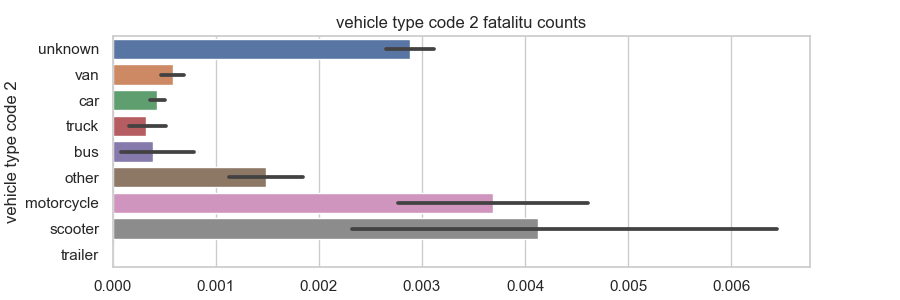 vehicle type code 2 fatalitu counts
vehicle type code 2
unknown
van
car
truck
bus
other
motorcycle
scooter
trailer
0.000 0.001 0.002 0.003 0.004 0.005 0.006